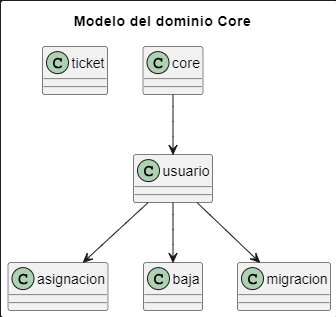 Modelo del dominio Core
C ticket
C core
C usuario
C asignacion
C baja
C migracion